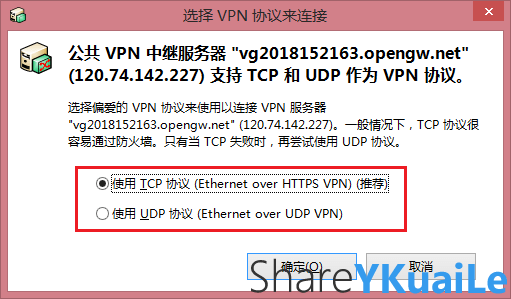 选择 VPN 协议来连接
公共 VPN 中继服务器 "vg2018152163.opengw.net"
(120.74.142.227) 支持 TCP 和 UDP 作为 VPN 协议。
选择偏爱的 VPN 协议来使用以连接 VPN 服务器
"vg2018152163.opengw.net" (120.74.142.227)。一般情况下，TCP 协议很
容易通过防火墙。只有当 TCP 失败时，再尝试使用 UDP 协议。
使用 TCP 协议 (Ethernet over HTTPS VPN) (推荐)
使用 UDP 协议 (Ethernet over UDP VPN)
确定(O) 取消
ShareYKuaiLe